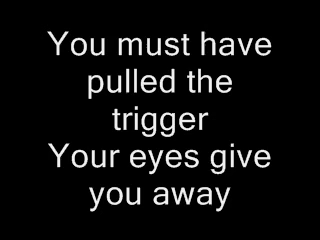 You must have
pulled the
trigger
Your eyes give
you away